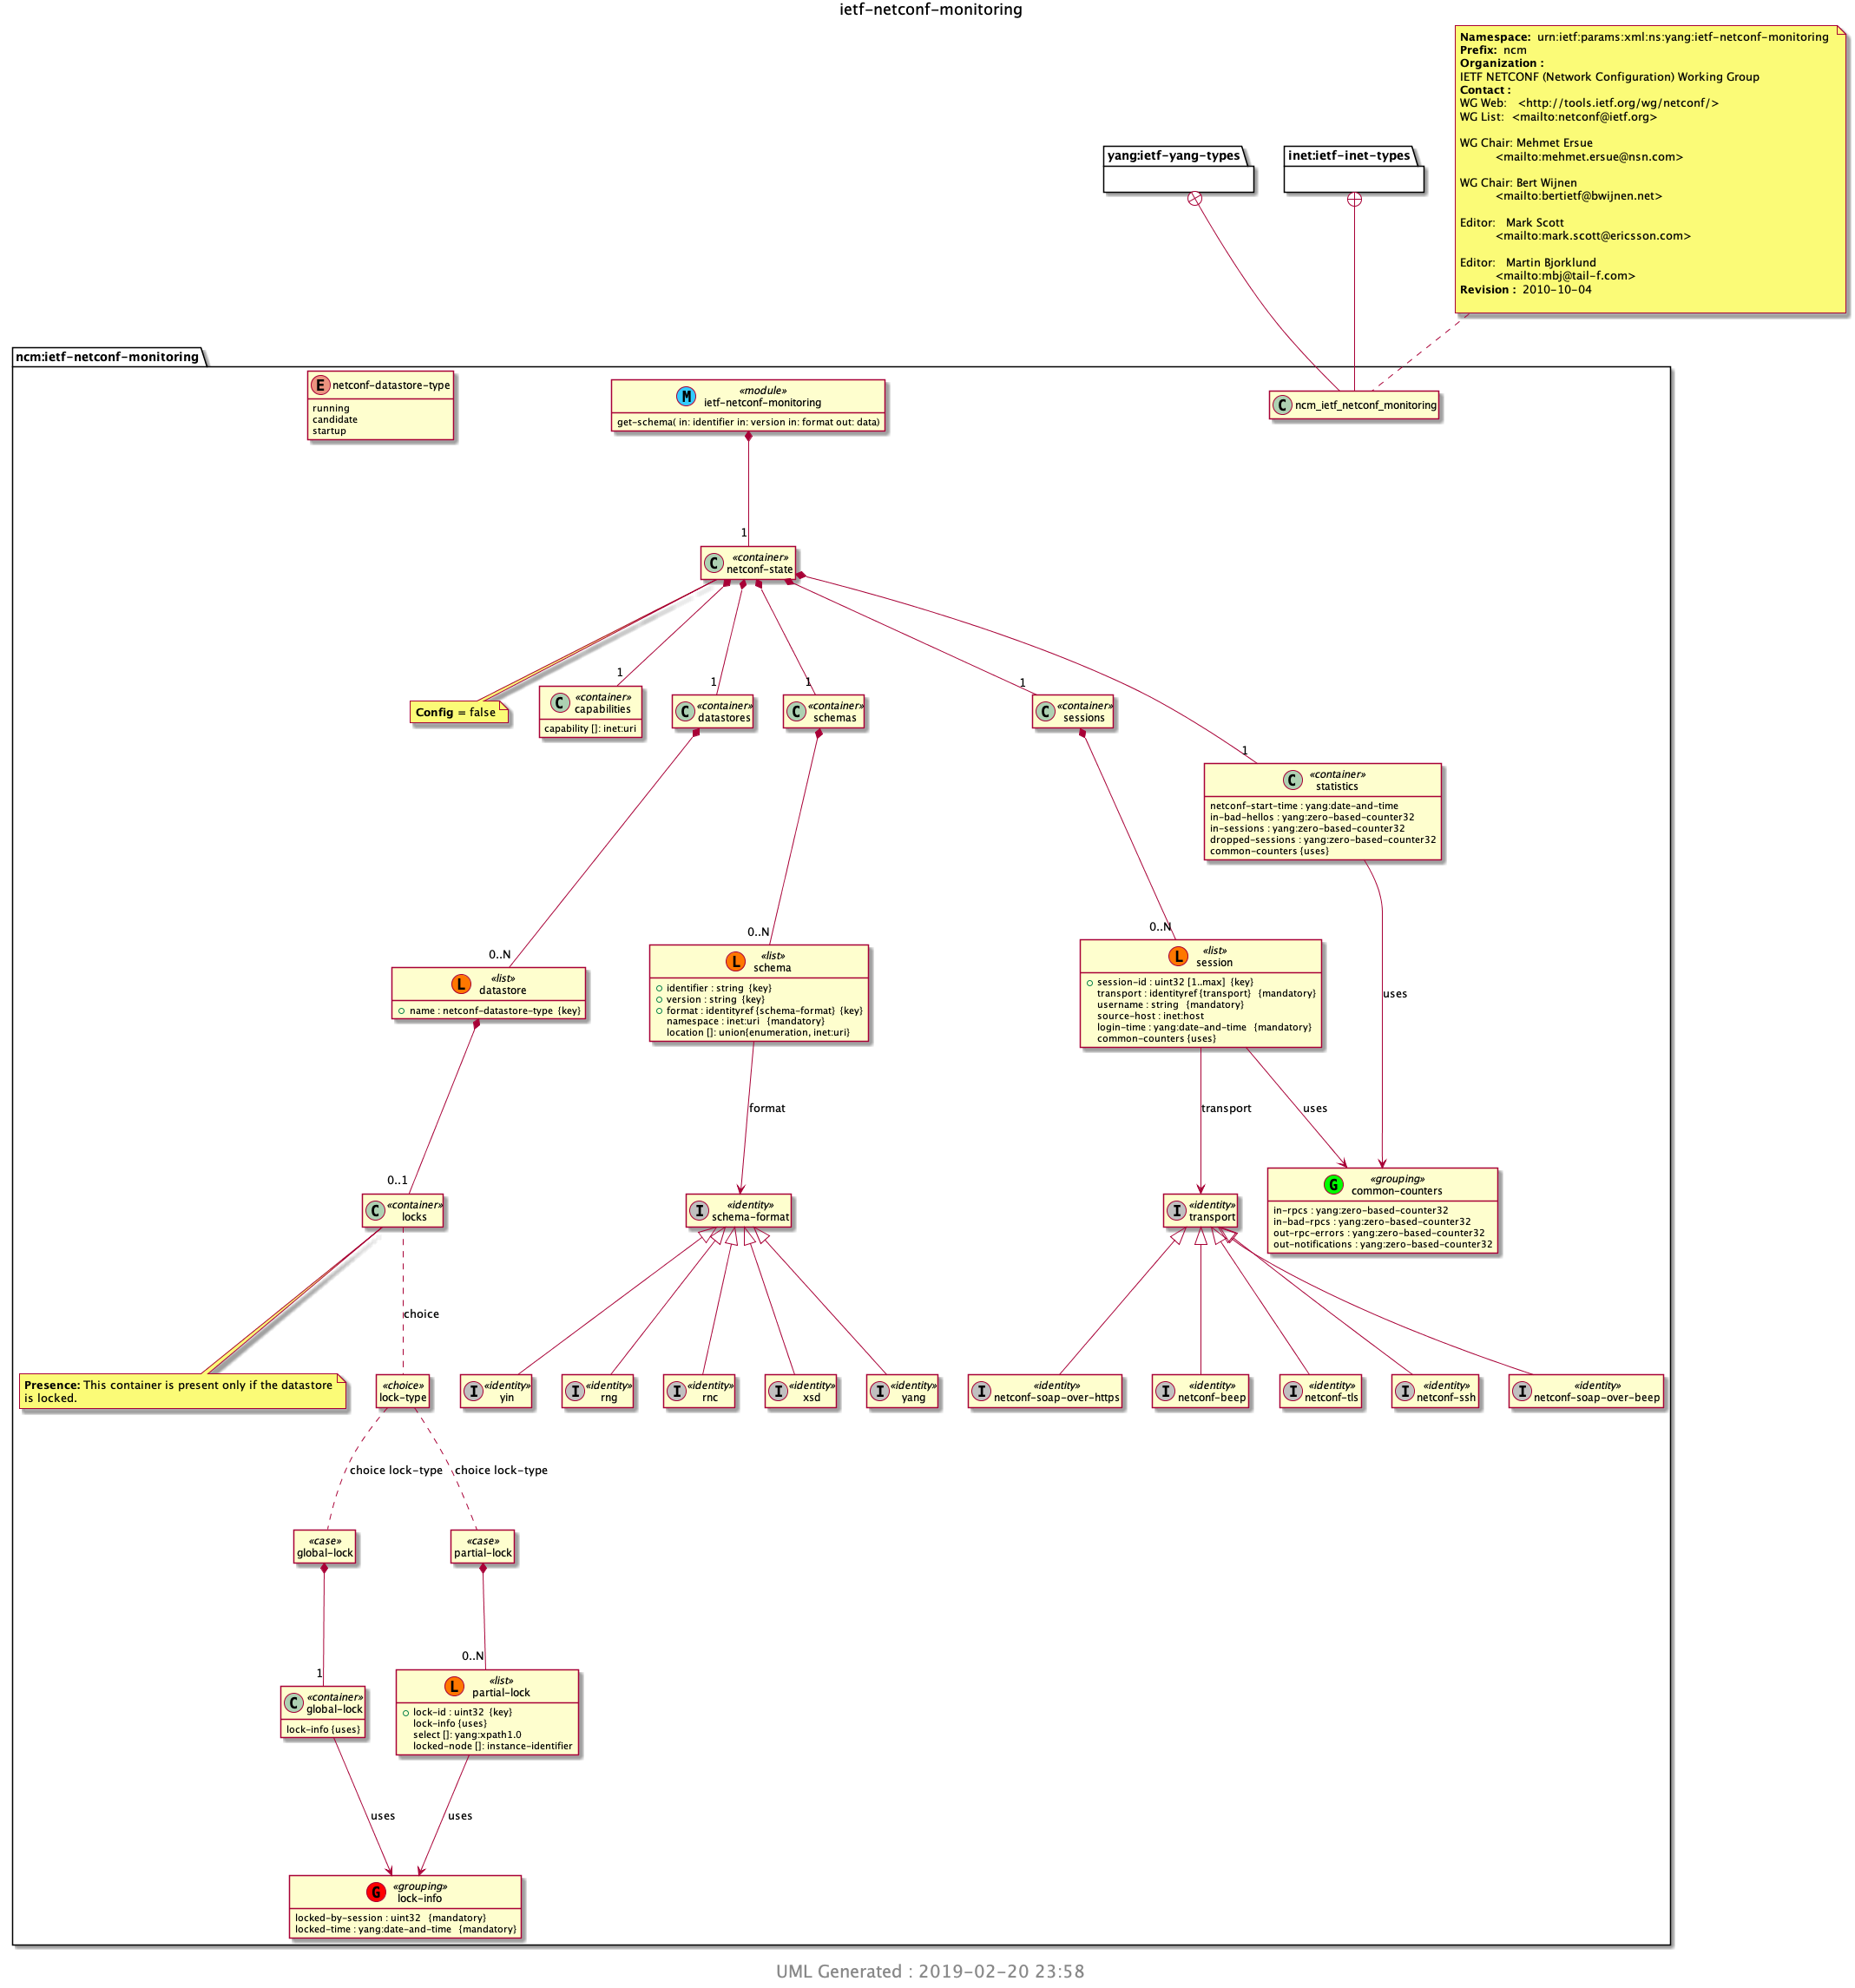 ietf-netconf-monitoring
Namespace: urn:ietf:params:xml:ns:yang:ietf-netconf-monitoring
Prefix: ncm
Organization :
IETF NETCONF (Network Configuration) Working Group
Contact :
WG Web: <http://tools.ietf.org/wg/netconf/>
WG List: <mailto:netconf@ietf.org>
WG Chair: Mehmet Ersue
<mailto:mehmet.ersue@nsn.com>
WG Chair: Bert Wijnen
<mailto:bertietf@bwijnen.net>
Editor: Mark Scott
<mailto:mark.scott@ericsson.com>
Editor: Martin Bjorklund
<mailto:mbj@tail-f.com>
Revision : 2010-10-04
yang:ietf-yang-types
inet:ietf-inet-types
ncm:ietf-netconf-monitoring
E netconf-datastore-type
running
candidate
startup
M «module»
ietf-netconf-monitoring
get-schema( in: identifier in: version in: format out: data)
C ncm_ietf_netconf_monitoring
1
C «container»
netconf-state
Config = false
1
C «container»
capabilities
capability []: inet:uri
1
C «container»
datastores
1
C «container»
schemas
1
C «container»
sessions
1
C «container»
statistics
netconf-start-time : yang:date-and-time
in-bad-hellos : yang:zero-based-counter32
in-sessions : yang:zero-based-counter32
dropped-sessions : yang:zero-based-counter32
common-counters {uses}
0..N
L «list»
datastore
name : netconf-datastore-type {key}
0..N
L «list»
schema
identifier : string {key}
version : string {key}
format : identityref {schema-format} {key}
namespace : inet:uri {mandatory}
location []: union{enumeration, inet:uri}
0..N
L «list»
session
session-id : uint32 [1..max] {key}
transport : identityref {transport} {mandatory}
username : string {mandatory}
source-host : inet:host
login-time : yang:date-and-time {mandatory}
common-counters {uses}
uses
format
transport
uses
0..1
C «container»
locks
I «identity»
schema-format
I «identity»
transport
G «grouping»
common-counters
in-rpcs : yang:zero-based-counter32
in-bad-rpcs : yang:zero-based-counter32
out-rpc-errors : yang:zero-based-counter32
out-notifications : yang:zero-based-counter32
choice
Presence: This container is present only if the datastore
is locked.
«choice»
lock-type
I «identity»
yin
I «identity»
rng
I «identity»
rnc
I «identity»
xsd
I «identity»
yang
I «identity»
netconf-soap-over-https
I «identity»
netconf-beep
I «identity»
netconf-tls
I «identity»
netconf-ssh
I «identity»
netconf-soap-over-beep
choice lock-type
choice lock-type
«case»
global-lock
«case»
partial-lock
1
C «container»
global-lock
lock-info {uses}
0..N
L «list»
partial-lock
lock-id : uint32 {key}
lock-info {uses}
select []: yang:xpath1.0
locked-node []: instance-identifier
uses
uses
G «grouping»
lock-info
locked-by-session : uint32 {mandatory}
locked-time : yang:date-and-time {mandatory}
UML Generated : 2019-02-20 23:58